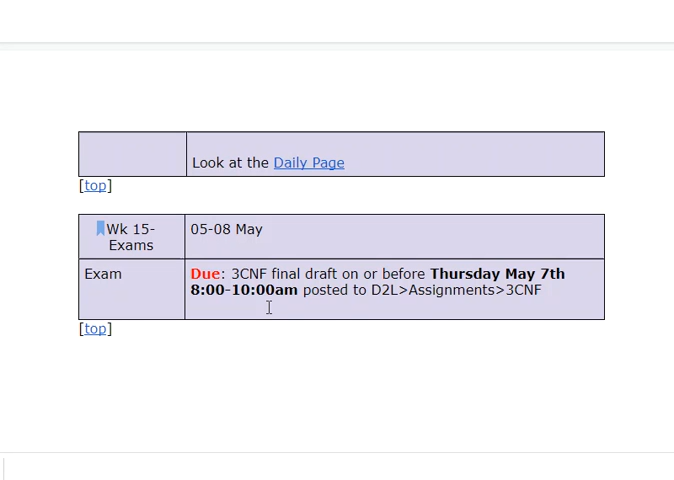 Look at the Daily Page
[top]
Wk 15-
Exams
05-08 May
Exam
Due: 3CNF final draft on or before Thursday May 7th
8:00-10:00am posted to D2L>Assignments>3CNF
[top]